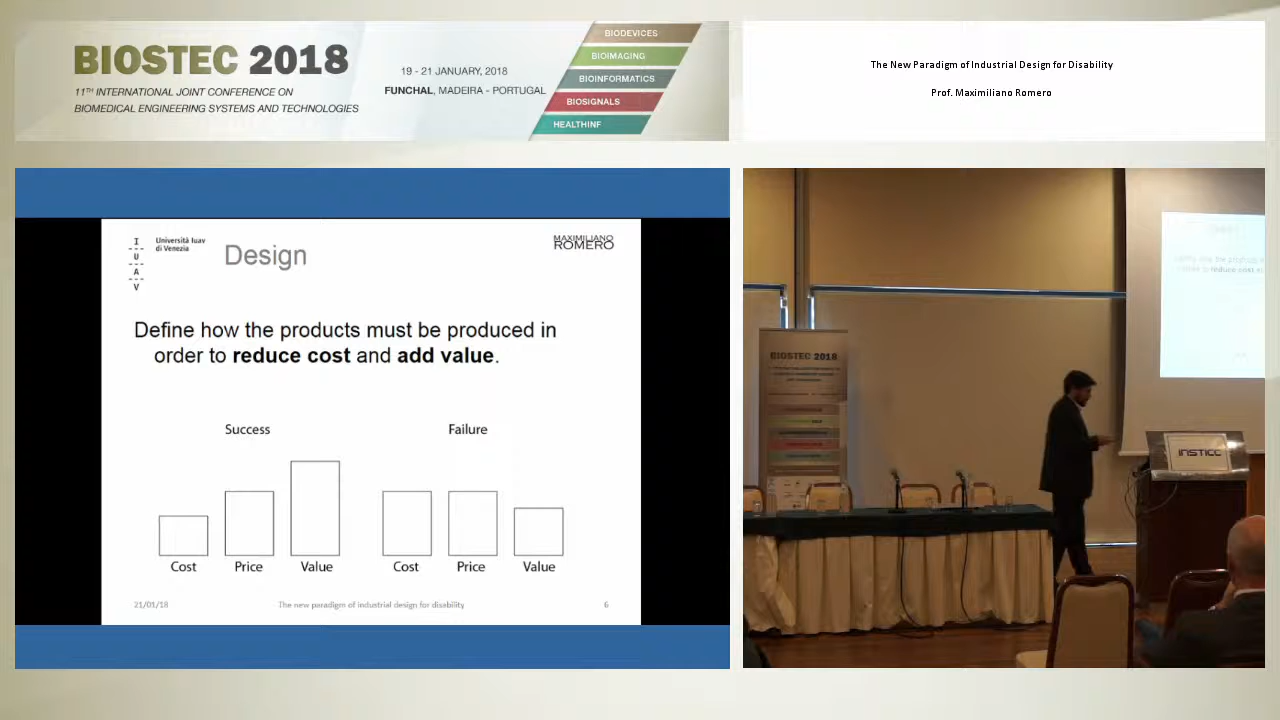 BIOSTEC 2018
11TH INTERNATIONAL JOINT CONFERENCE ON
BIOMEDICAL ENGINEERING SYSTEMS AND TECHNOLOGIES
19 - 21 JANUARY, 2018
FUNCHAL, MADEIRA - PORTUGAL
BIODEVICES
BIOIMAGING
BIOINFORMATICS
BIOSIGNALS
HEALTHINF
The New Paradigm of Industrial Design for Disability
Prof. Maximiliano Romero
I
U
A
V
Università Iuav
di Venezia
Design
MAXIMILIANO
ROMERO
Define how the products must be produced in
order to reduce cost and add value.
Success
Failure
Cost
Price
Value
Cost
Price
Value
21/01/18
The new paradigm of industrial design for disability
6
BIOSTEC 2018
INSTICC